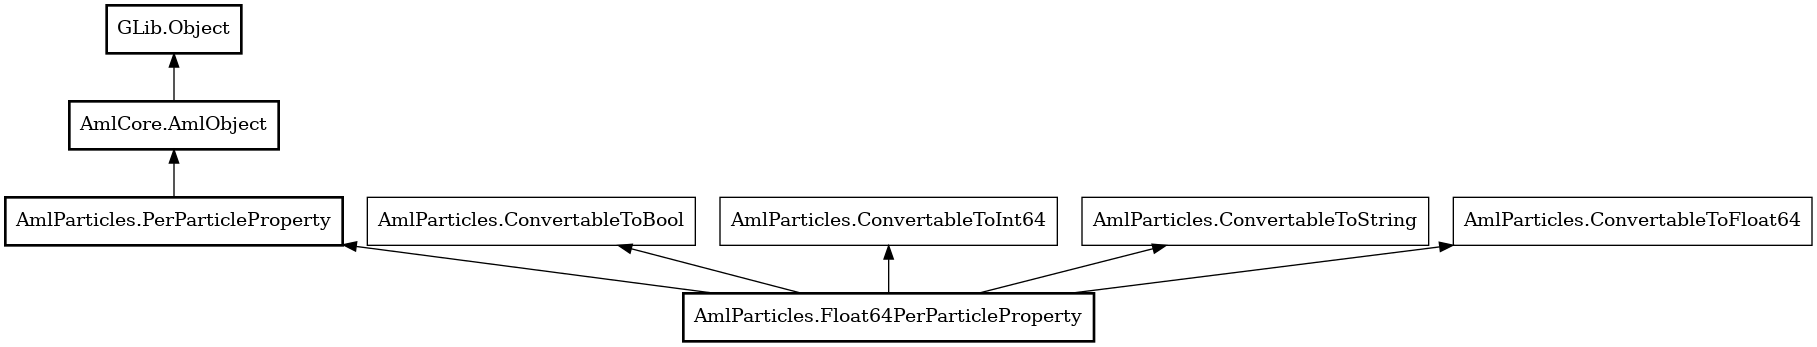 GLib.Object
AmlCore.AmlObject
AmlParticles.PerParticleProperty
AmlParticles.ConvertableToBool
AmlParticles.ConvertableToInt64
AmlParticles.ConvertableToString
AmlParticles.ConvertableToFloat64
AmlParticles.Float64PerParticleProperty